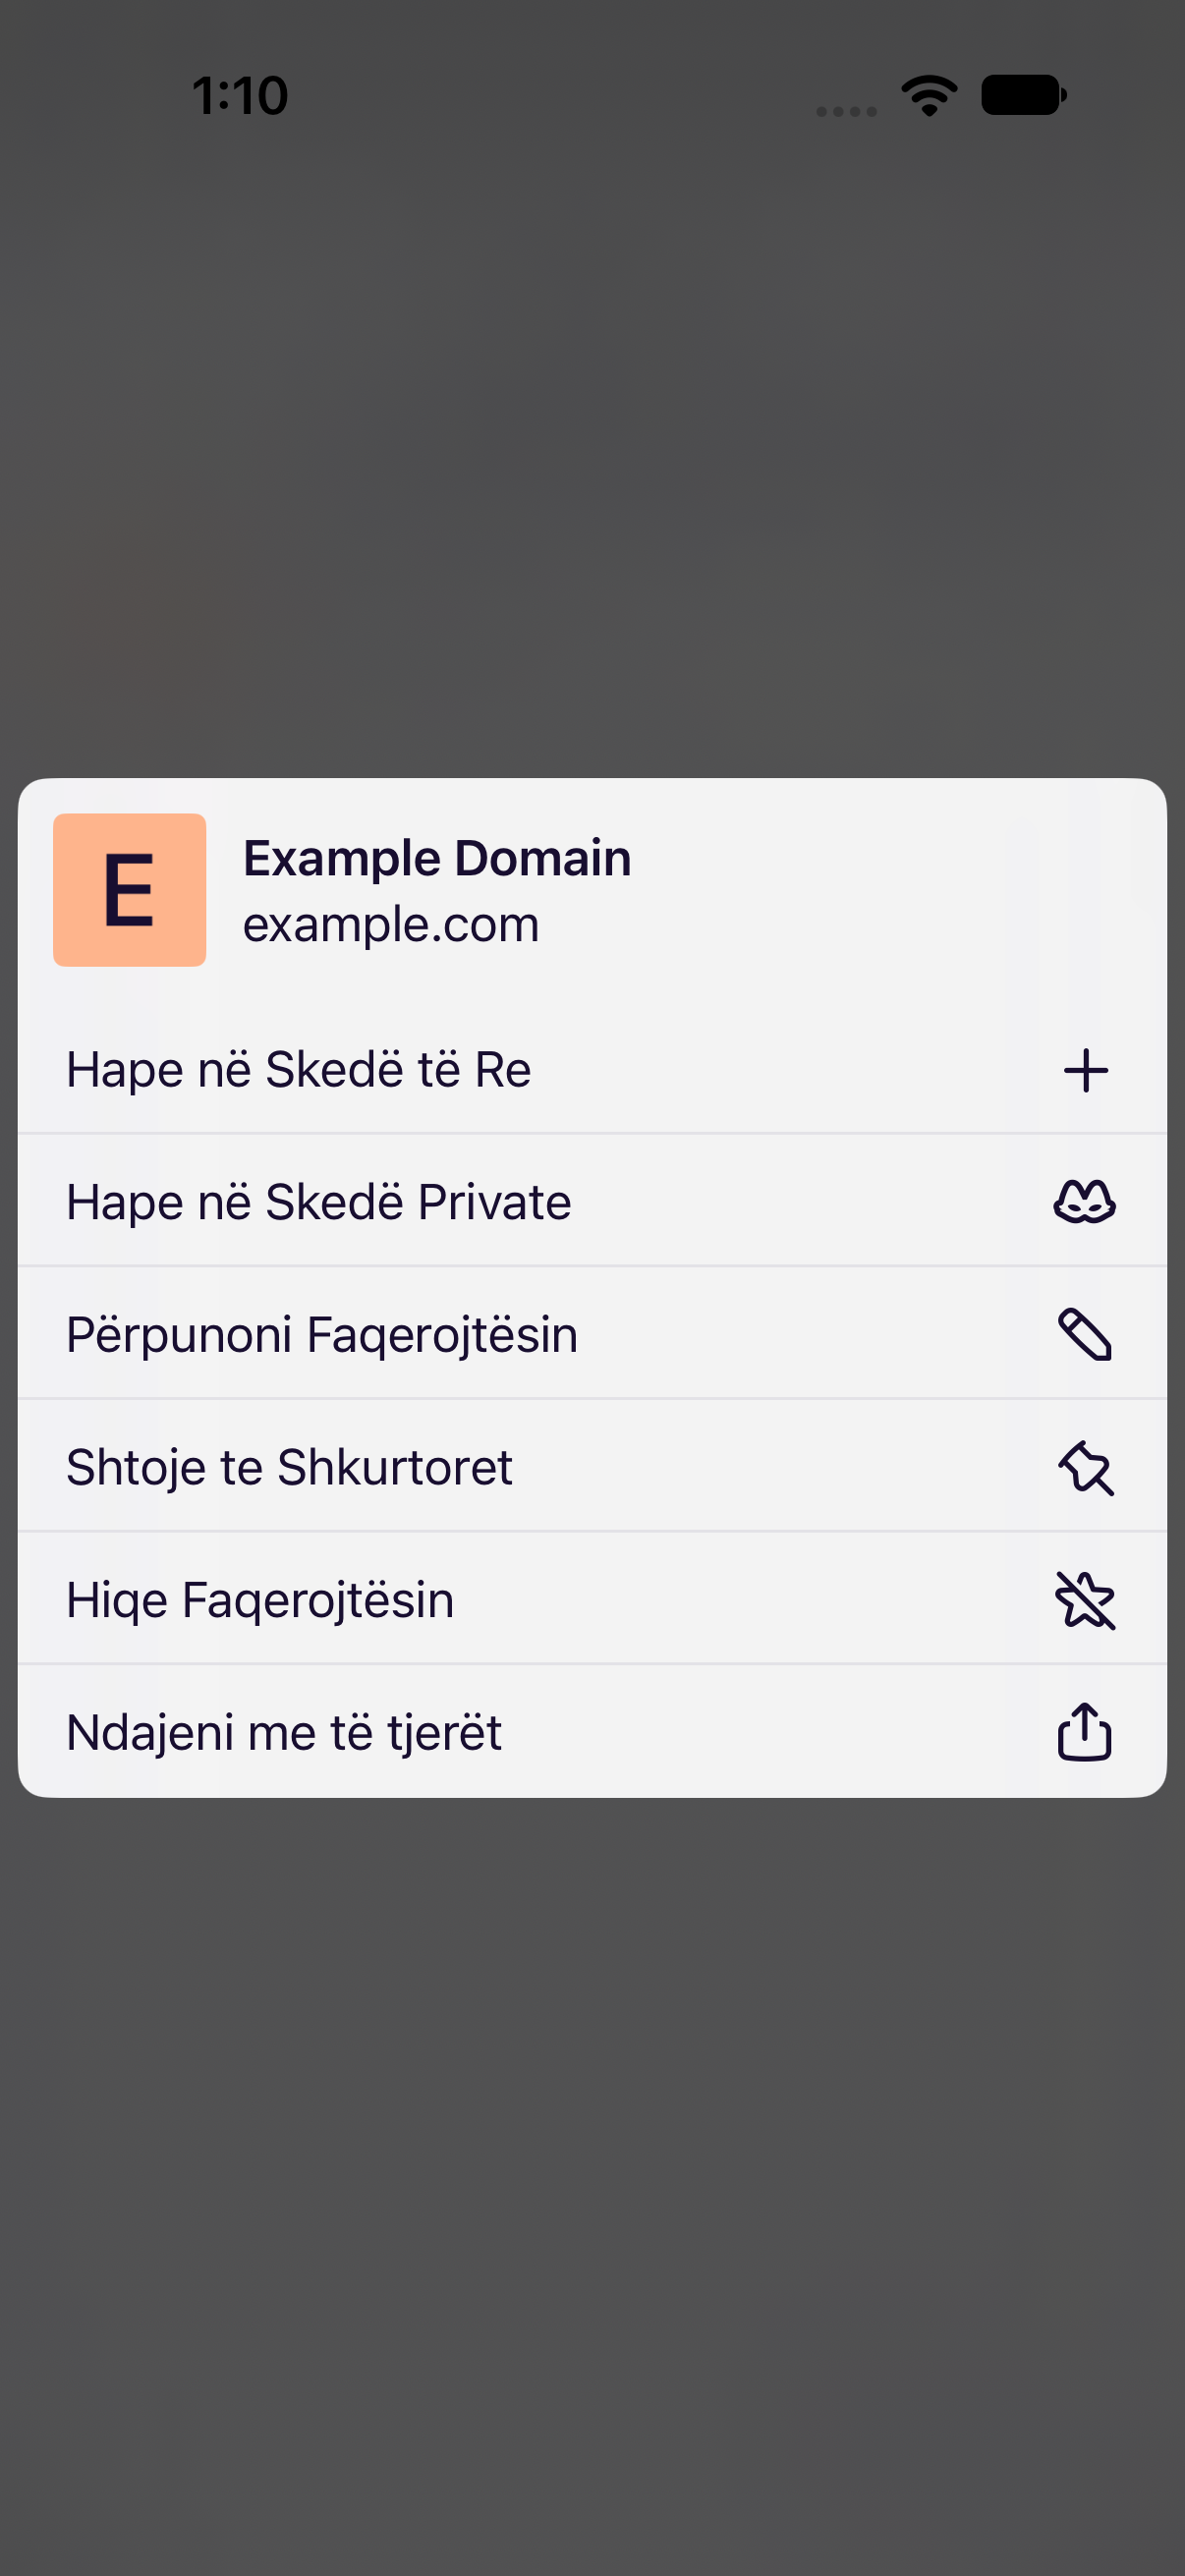 1:10
E
Example Domain
example.com
Hape në Skedë të Re
Hape në Skedë Private
Përpunoni Faqerojtësin
Shtoje te Shkurtoret
Hiqe Faqerojtësin
Ndajeni me të tjerët